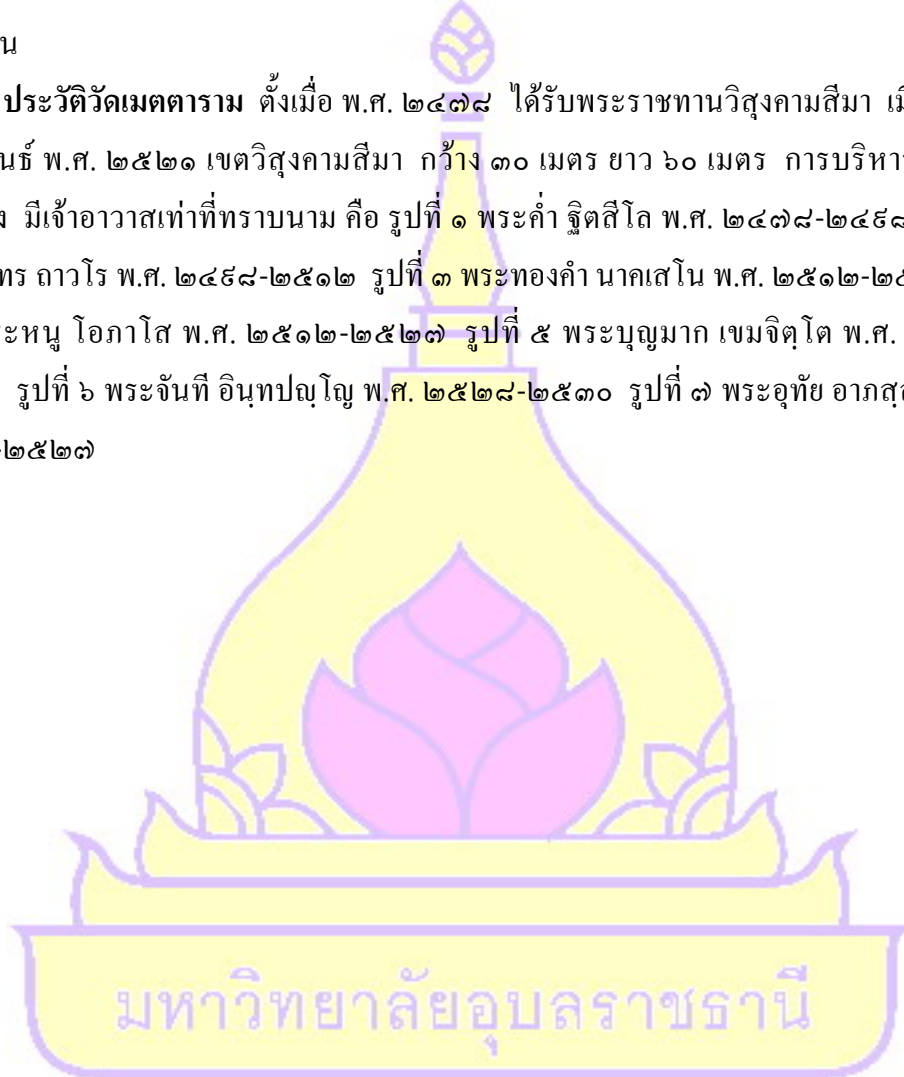 น
ประวัติวัดเมตตาราม ตั้งเมื่อ พ.ศ. ๒๔๗๘ ได้รับพระราชทานวิสุงคามสีมา
นธ์ พ.ศ. ๒๕๒๑ เขตวิสุงคามสีมา กว้าง ๓๐ เมตร ยาว ๖๐ เมตร การบริหาร
ง มีเจ้าอาวาสเท่าที่ทราบนาม คือ รูปที่ ๑ พระค่ำ ฐิตสีโล พ.ศ. ๒๔๗๘-๒๔๙๘
ทร ถาวโร พ.ศ. ๒๔๙๘-๒๕๑๒ รูปที่ ๓ พระทองคำ นาคเสโน พ.ศ. ๒๕๑๒-
ะหนู โอภาโส พ.ศ. ๒๕๑๒-๒๕๒๗ รูปที่ ๕ พระบุญมาก เขมจิตฺโต พ.ศ.
รูปที่ ๖ พระจันที อินฺทปญฺโญ พ.ศ. ๒๕๒๘-๒๕๓๐ รูปที่ ๗ พระอุทัย
-๒๕๒๗
มหาวิทยาลัยอุบลราชธานี